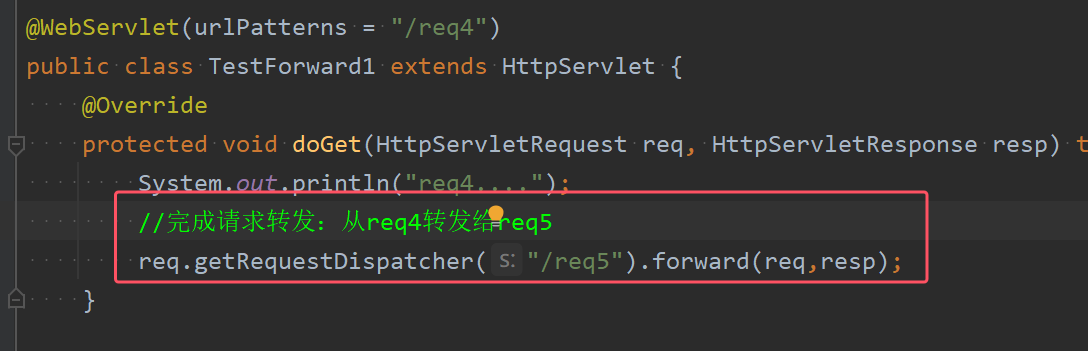 @WebServlet(urlPatterns = "/req4")
public class TestForward1 extends HttpServlet {
@Override
protected void doGet(HttpServletRequest req, HttpServletResponse resp) t
System.out.println("req4....");
//完成请求转发：从req4转发给req5
req.getRequestDispatcher( s: "/req5").forward(req,resp);
}